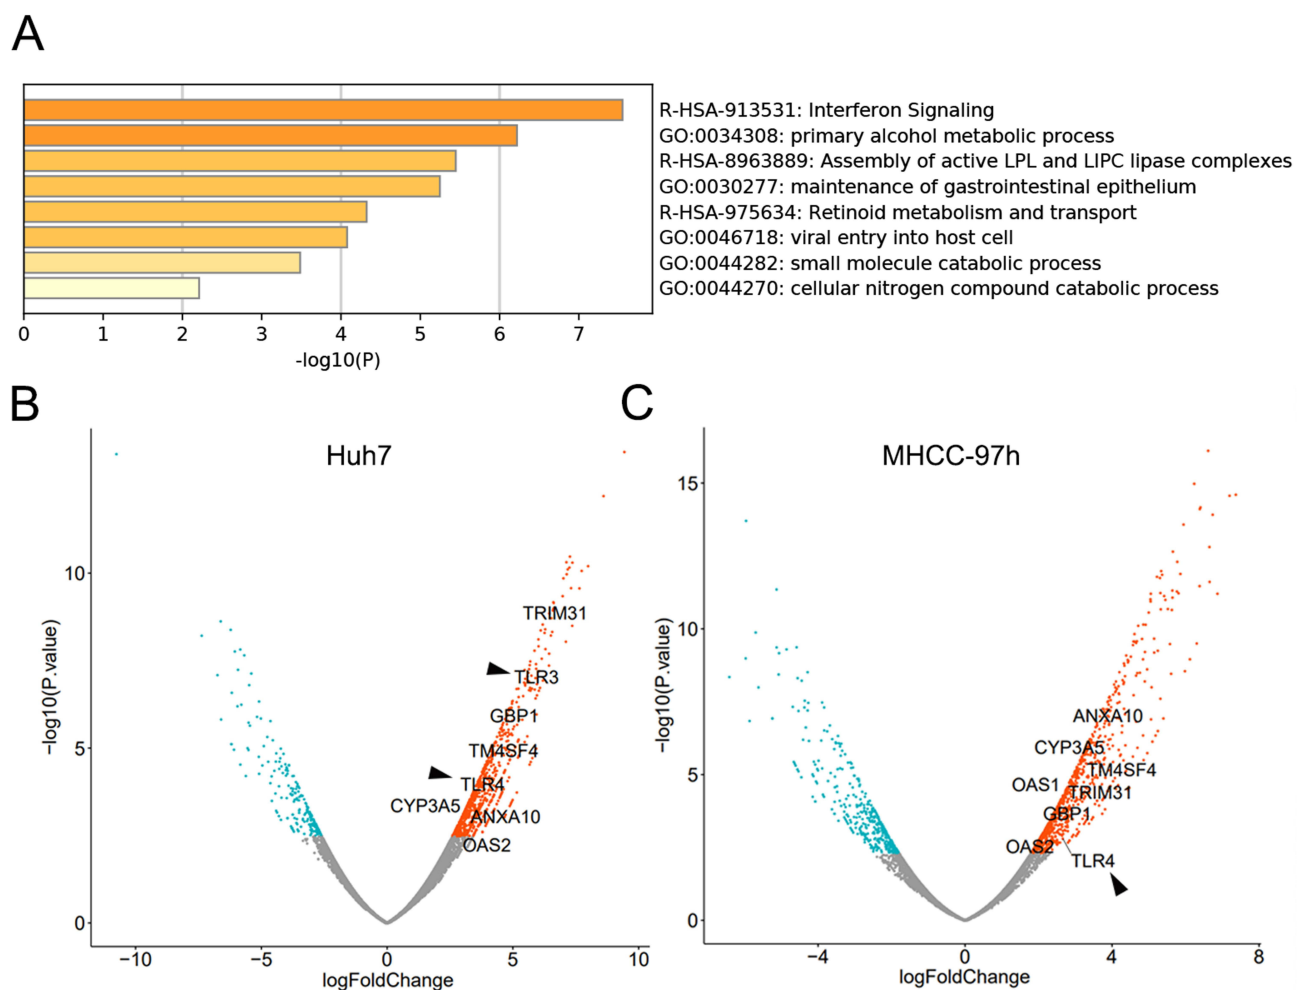 A
R-HSA-913531: Interferon Signaling
GO:0034308: primary alcohol metabolic process
R-HSA-8963889: Assembly of active LPL and LIPC lipase complexes
GO:0030277: maintenance of gastrointestinal epithelium
R-HSA-975634: Retinoid metabolism and transport
GO:0046718: viral entry into host cell
GO:0044282: small molecule catabolic process
GO:0044270: cellular nitrogen compound catabolic process
0 1 2 3 4 5 6 7
-log10(P)
B
Huh7
−log10(P.value)
10
5
0
TRIM31
TLR3
GBP1
TM4SF4
TLR4
CYP3A5
ANXA10
OAS2
−10 −5 0 5 10
logFoldChange
C
MHCC-97h
−log10(P.value)
15
10
5
0
ANXA10
CYP3A5
TM4SF4
OAS1
TRIM31
GBP1
OAS2
TLR4
−4 0 4 8
logFoldChange